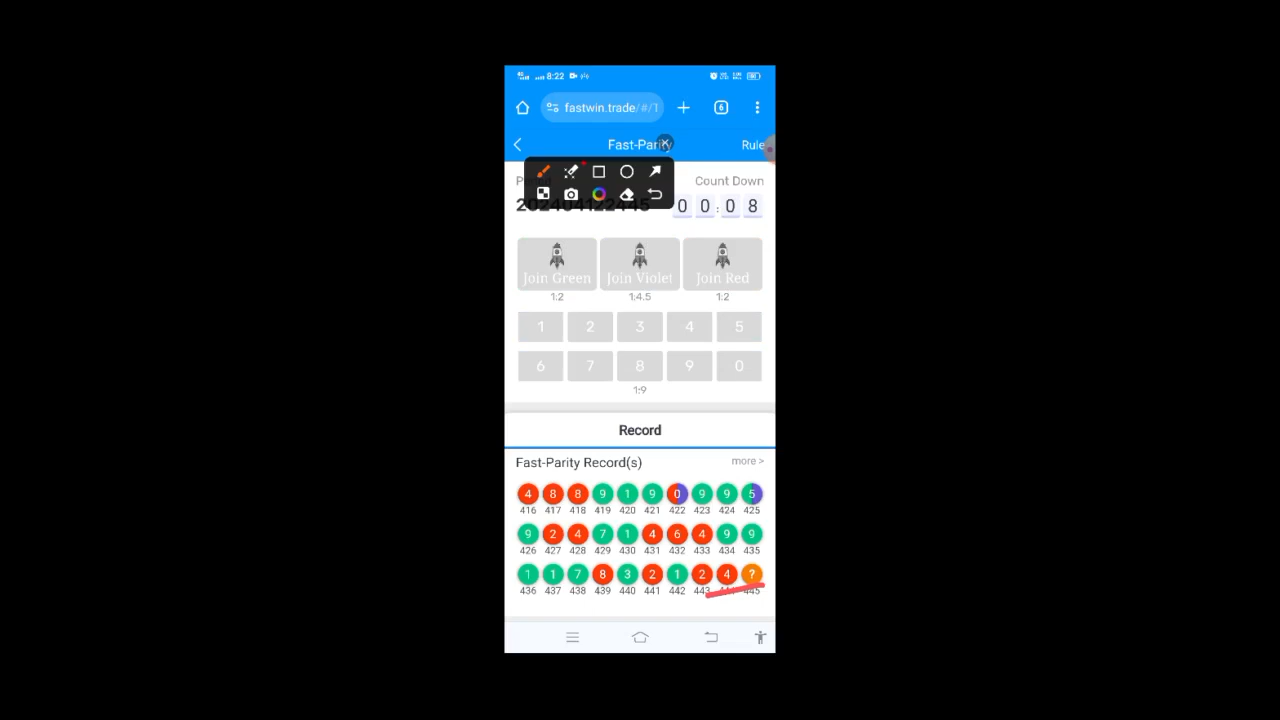 8:22
fastwin.trade/#/1
6
Fast-Parity
Rule
Count Down
202404122445
0 0 : 0 8
Join Green
Join Violet
Join Red
1:2
1:4.5
1:2
1 2 3 4 5
6 7 8 9 0
1:9
Record
Fast-Parity Record(s)
more >
4 8 8 9 1 9 0 9 9 5
416 417 418 419 420 421 422 423 424 425
9 2 4 7 1 4 6 4 9 9
426 427 428 429 430 431 432 433 434 435
1 1 7 8 3 2 1 2 4 ?
436 437 438 439 440 441 442 443 444 445